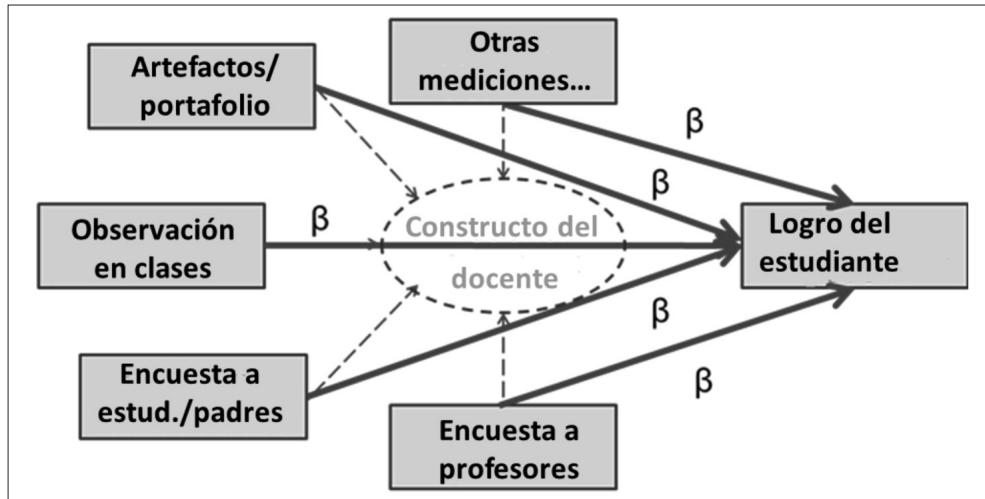 Artefactos/
portafolio
Otras
mediciones...
β
β
Observación
en clases
β
Constructo del
docente
Logro del
estudiante
β
Encuesta a
estud./padres
β
Encuesta a
profesores